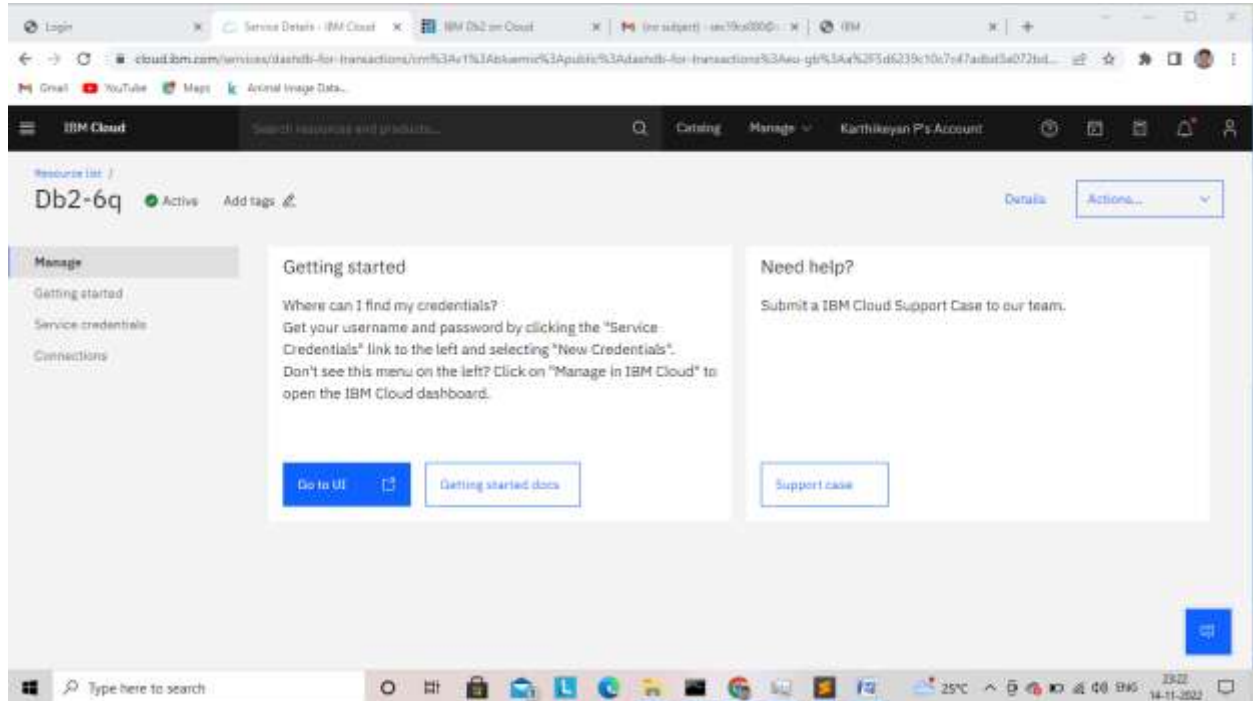 Login
Service Details - IBM Cloud
IBM Db2 on Cloud
(no subject)
IBM
Gmail
YouTube
Maps
Animal Image Data...
IBM Cloud
Search resources and products...
Catalog
Manage
Karthikeyan P's Account
Resource list /
Db2-6q
Active
Add tags
Details
Actions...
Manage
Getting started
Service credentials
Connections
Getting started
Where can I find my credentials?
Get your username and password by clicking the "Service
Credentials" link to the left and selecting "New Credentials".
Don't see this menu on the left? Click on "Manage in IBM Cloud" to
open the IBM Cloud dashboard.
Go to UI
Getting started docs
Need help?
Submit a IBM Cloud Support Case to our team.
Support case
Type here to search
25°C
ENG
23:22
14-11-2022